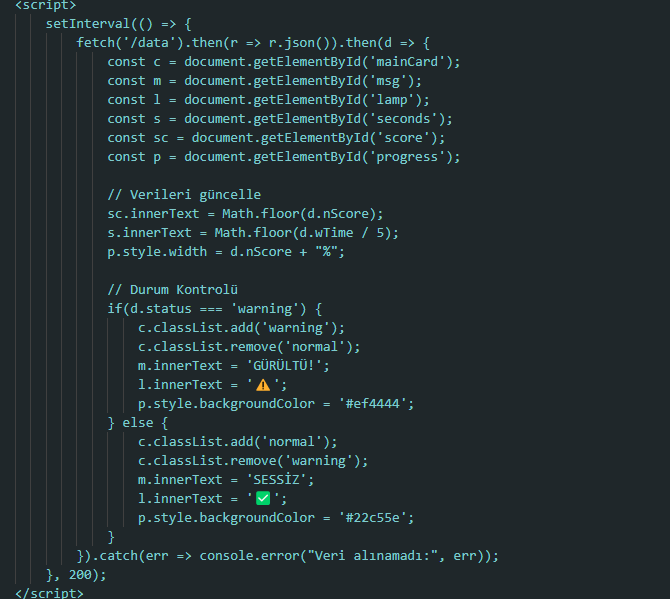 <script>
setInterval(() => {
fetch('/data').then(r => r.json()).then(d => {
const c = document.getElementById('mainCard');
const m = document.getElementById('msg');
const l = document.getElementById('lamp');
const s = document.getElementById('seconds');
const sc = document.getElementById('score');
const p = document.getElementById('progress');
// Verileri güncelle
sc.innerText = Math.floor(d.nScore);
s.innerText = Math.floor(d.wTime / 5);
p.style.width = d.nScore + "%";
// Durum Kontrolü
if(d.status === 'warning') {
c.classList.add('warning');
c.classList.remove('normal');
m.innerText = 'GÜRÜLTÜ!';
l.innerText = '⚠️';
p.style.backgroundColor = '#ef4444';
} else {
c.classList.add('normal');
c.classList.remove('warning');
m.innerText = 'SESSİZ';
l.innerText = '✅';
p.style.backgroundColor = '#22c55e';
}
}).catch(err => console.error("Veri alınamadı:", err));
}, 200);
</script>